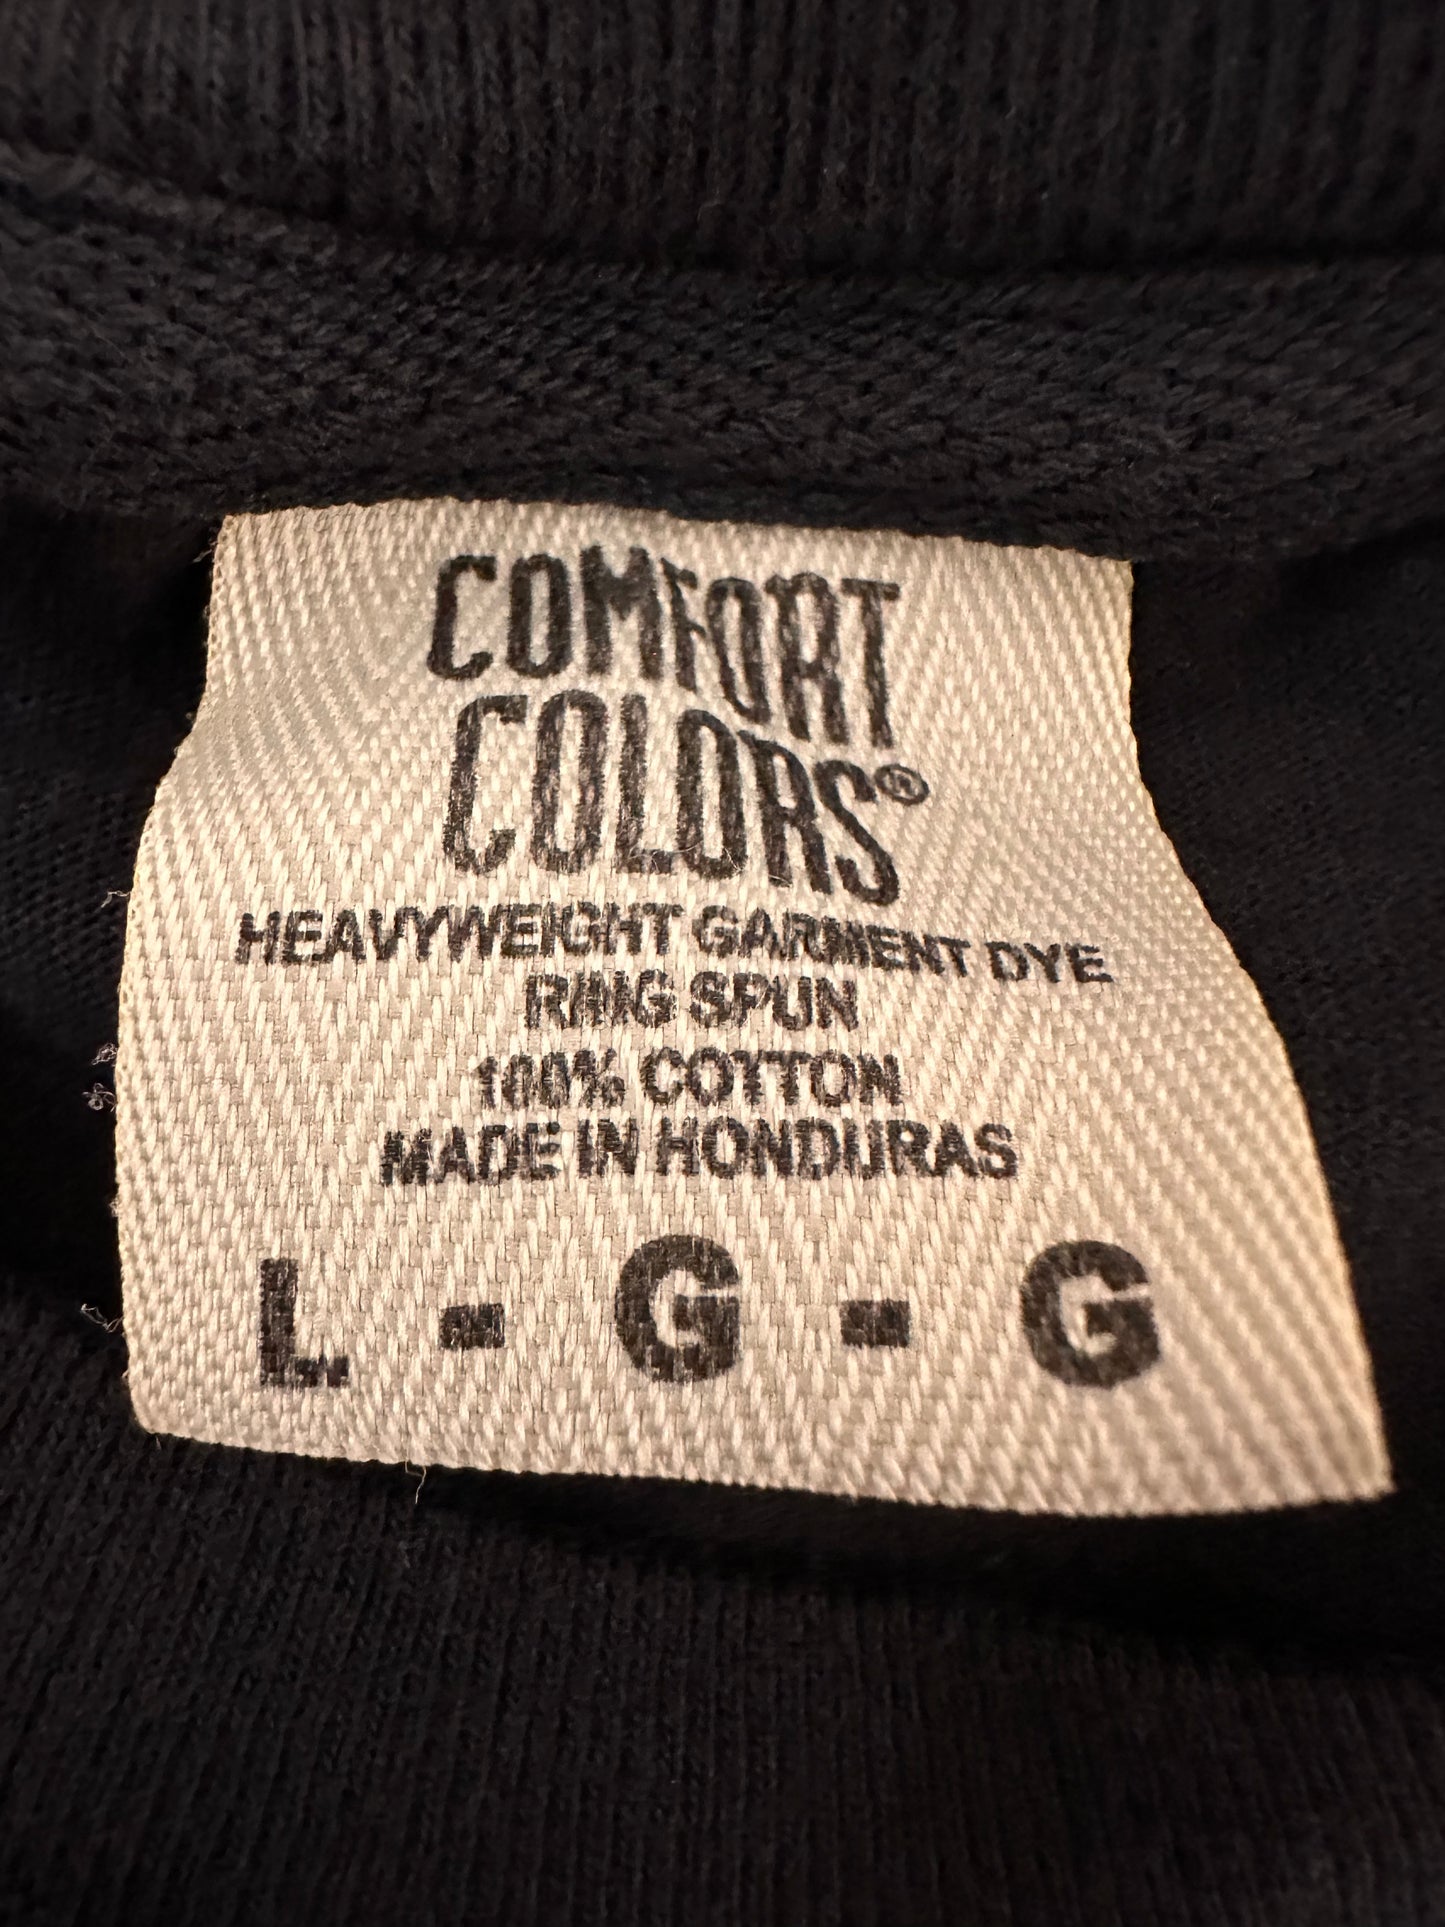 COMFORT
COLORS®
HEAVYWEIGHT GARMENT DYE
RING SPUN
100% COTTON
MADE IN HONDURAS
L - G - G